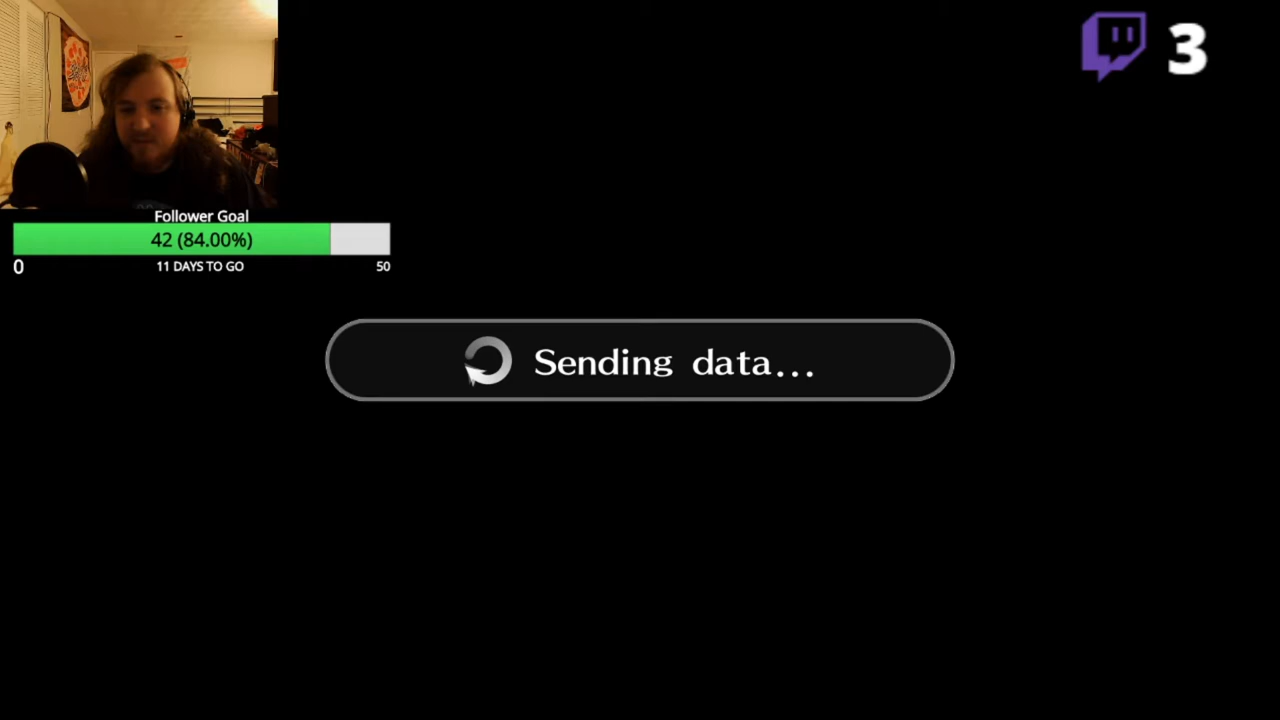 3
Follower Goal
42 (84.00%)
0 11 DAYS TO GO 50
Sending data...